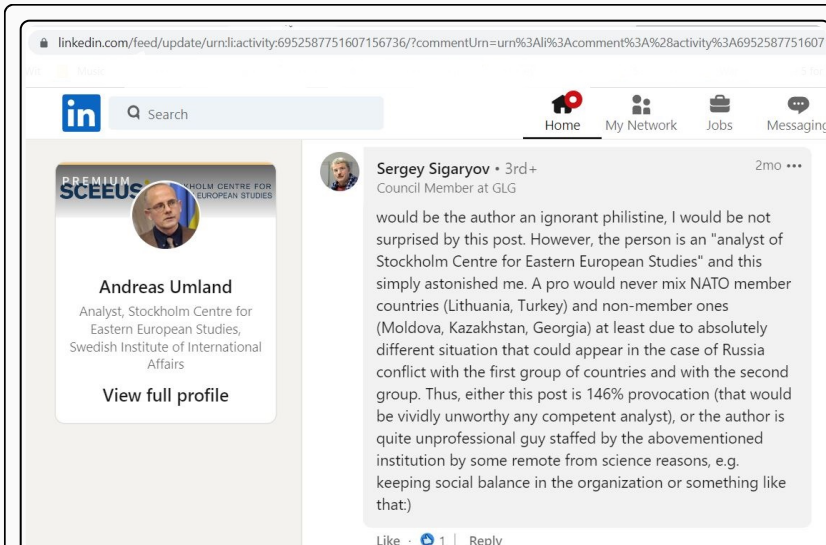 linkedin.com/feed/update/urn:li:activity:6952587751607156736/?commentUrn=urn%3Ali%3Acomment%3A%28activity%3A6952587751607
in
Search
Home
My Network
Jobs
Messaging
PREMIUM
SCEEUS
HOLM CENTRE FOR
EUROPEAN STUDIES
Andreas Umland
Analyst, Stockholm Centre for
Eastern European Studies,
Swedish Institute of International
Affairs
View full profile
Sergey Sigaryov • 3rd+
2mo •••
Council Member at GLG
would be the author an ignorant philistine, I would be not
surprised by this post. However, the person is an "analyst of
Stockholm Centre for Eastern European Studies" and this
simply astonished me. A pro would never mix NATO member
countries (Lithuania, Turkey) and non-member ones
(Moldova, Kazakhstan, Georgia) at least due to absolutely
different situation that could appear in the case of Russia
conflict with the first group of countries and with the second
group. Thus, either this post is 146% provocation (that would
be vividly unworthy any competent analyst), or the author is
quite unprofessional guy staffed by the abovementioned
institution by some remote from science reasons, e.g.
keeping social balance in the organization or something like
that:)
Like · 1 | Reply